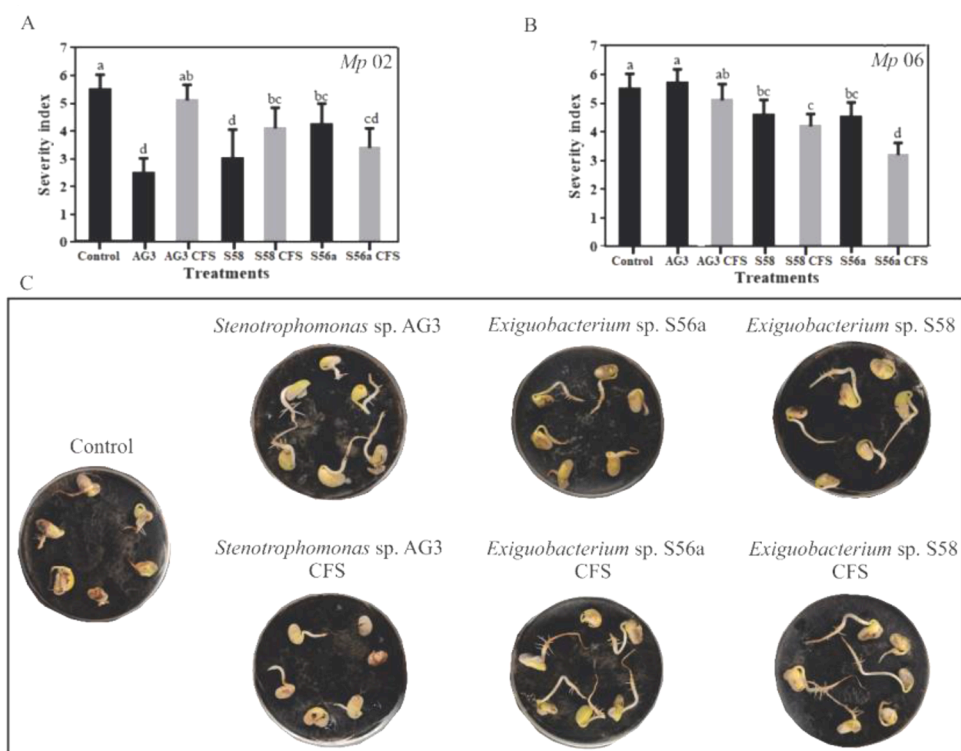 A
Mp 02
Severity index
7
6
5
4
3
2
1
0
a
d
ab
d
bc
bc
cd
Control AG3 AG3 CFS S58 S58 CFS S56a S56a CFS
Treatments
B
Mp 06
Severity index
7
6
5
4
3
2
1
0
a
a
ab
bc
c
bc
d
Control AG3 AG3 CFS S58 S58 CFS S56a S56a CFS
Treatments
C
Control
Stenotrophomonas sp. AG3
Exiguobacterium sp. S56a
Exiguobacterium sp. S58
Stenotrophomonas sp. AG3
CFS
Exiguobacterium sp. S56a
CFS
Exiguobacterium sp. S58
CFS